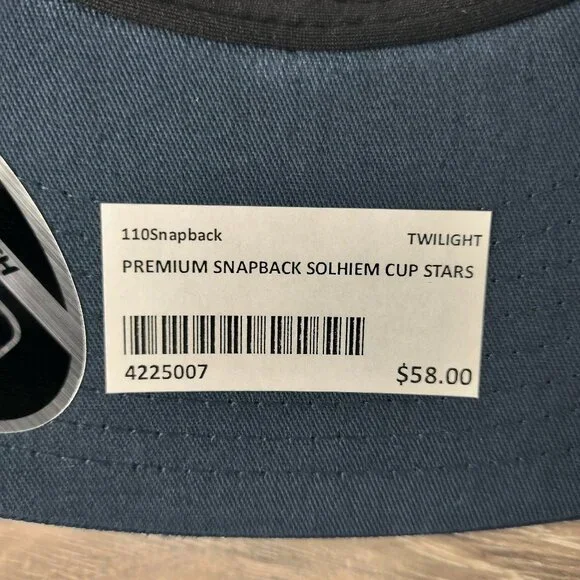 110Snapback TWILIGHT
PREMIUM SNAPBACK SOLHIEM CUP STARS
4225007 $58.00